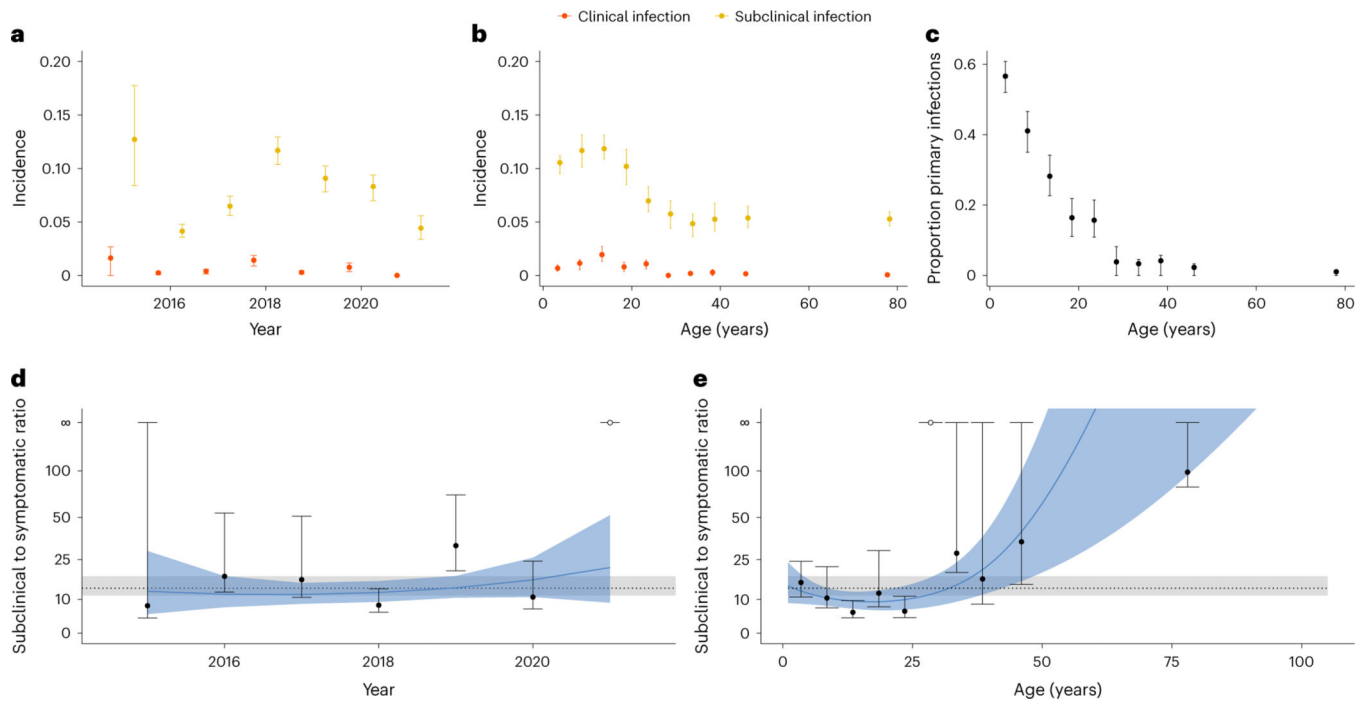 Clinical infection Subclinical infection
a
0.20
0.15
0.10
0.05
0
Incidence
2016 2018 2020
Year
b
0.20
0.15
0.10
0.05
0
Incidence
0 20 40 60 80
Age (years)
c
0.6
0.4
0.2
0
Proportion primary infections
0 20 40 60 80
Age (years)
d
∞
100
50
25
10
0
Subclinical to symptomatic ratio
2016 2018 2020
Year
e
∞
100
50
25
10
0
Subclinical to symptomatic ratio
0 25 50 75 100
Age (years)